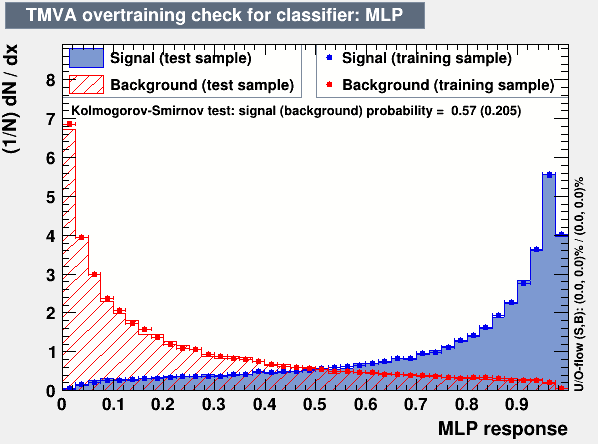 TMVA overtraining check for classifier: MLP
(1/N) dN / dx
Signal (test sample)
Signal (training sample)
Background (test sample)
Background (training sample)
Kolmogorov-Smirnov test: signal (background) probability = 0.57 (0.205)
8
7
6
5
4
3
2
1
0
0 0.1 0.2 0.3 0.4 0.5 0.6 0.7 0.8 0.9
MLP response
U/O-flow (S,B): (0.0, 0.0)% / (0.0, 0.0)%